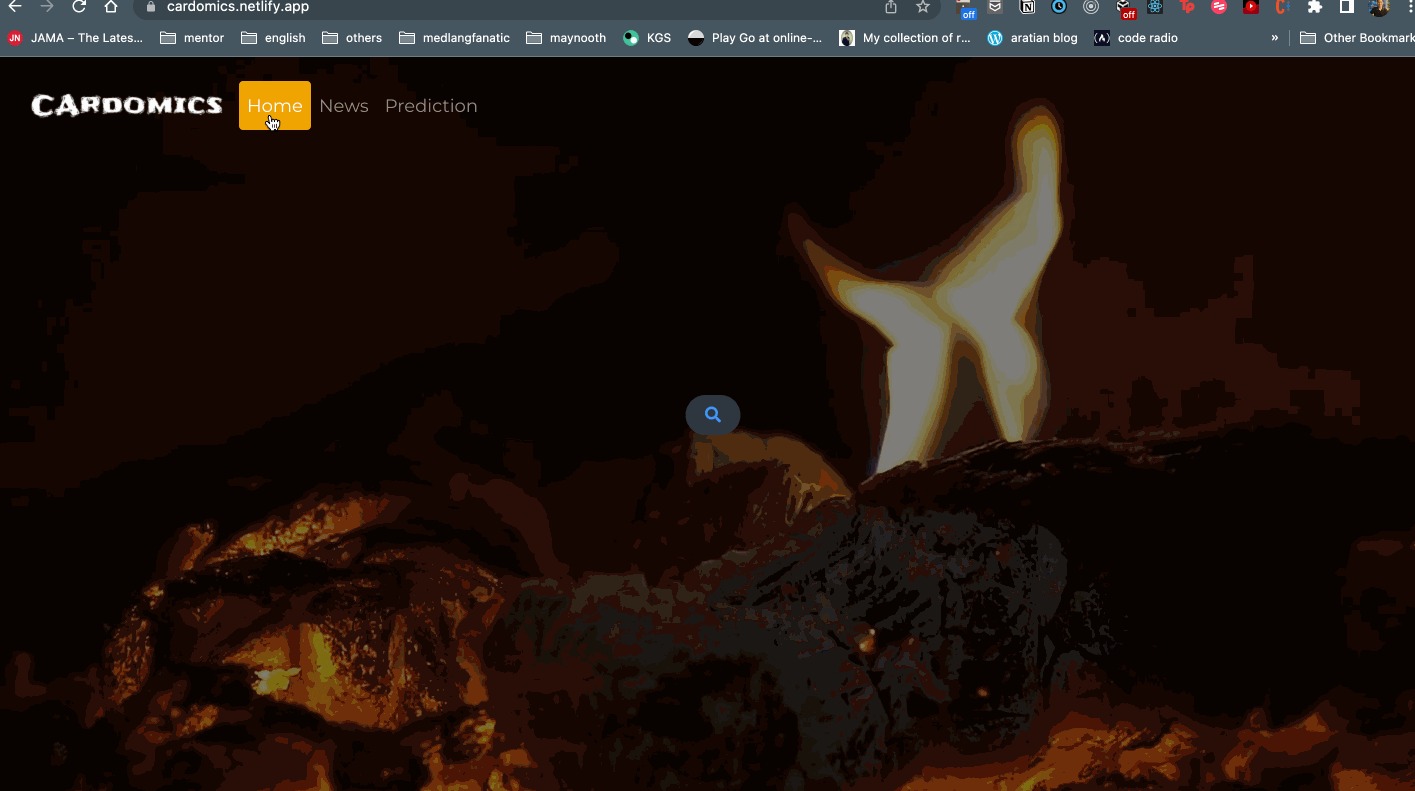 cardomics.netlify.app
off
off
JN JAMA – The Lates... mentor english others medlangfanatic maynooth KGS Play Go at online-... My collection of r... aratian blog code radio » Other Bookmark
CARDOMICS Home News Prediction